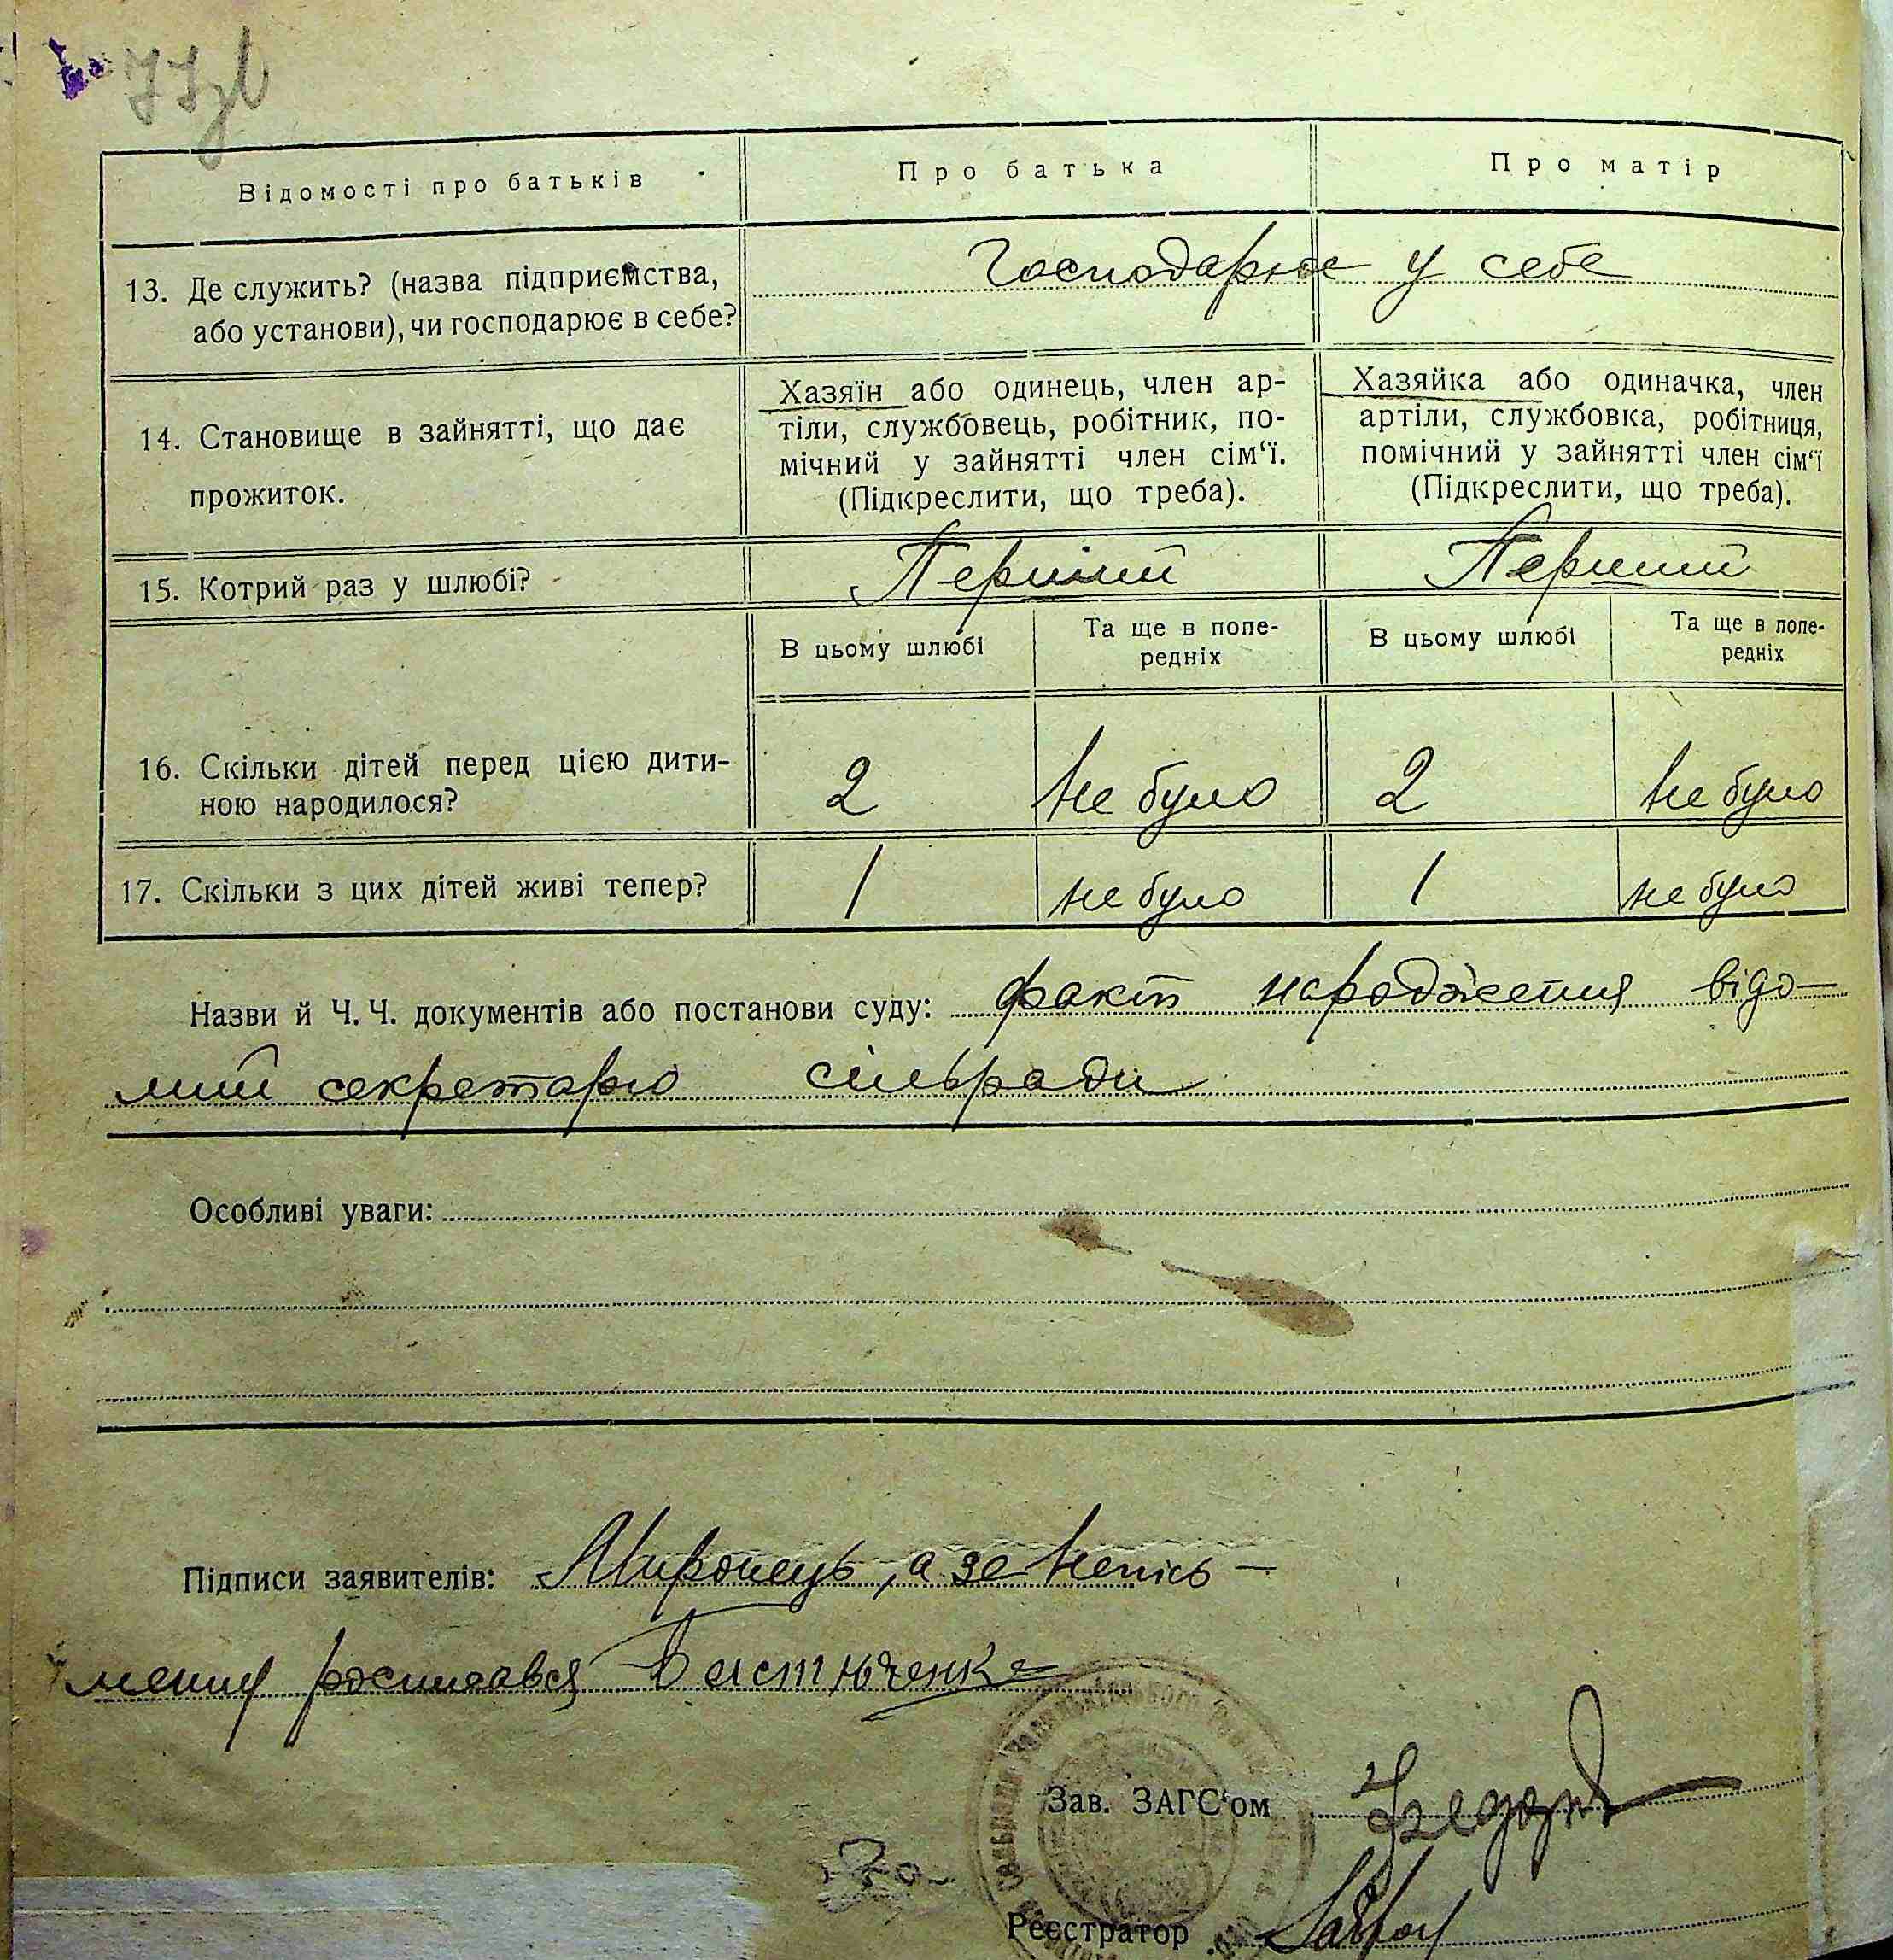 77зв
Відомості про батьків
Про батька
Про матір
13. Де служить? (назва підприємства,
або установи), чи господарює в себе?
Господарює у себе
14. Становище в зайнятті, що дає
прожиток.
Хазяїн або одинець, член ар-
тіли, службовець, робітник, по-
мічний у зайнятті член сім'ї.
(Підкреслити, що треба).
Хазяйка або одиначка, член
артіли, службовка, робітниця,
помічний у зайнятті член сім'ї
(Підкреслити, що треба).
15. Котрий раз у шлюбі?
Перший
Перший
В цьому шлюбі
Та ще в попе-
редніх
В цьому шлюбі
Та ще в попе-
редніх
16. Скільки дітей перед цією дити-
ною народилося?
2
не було
2
не було
17. Скільки з цих дітей живі тепер?
1
не було
1
не було
Назви й Ч. Ч. документів або постанови суду: факт народження відо-
мий секретарю сільради
Особливі уваги:
Підписи заявителів: Миронець, а за непись-
менну росписався
Зав. ЗАГС'ом
Реєстратор